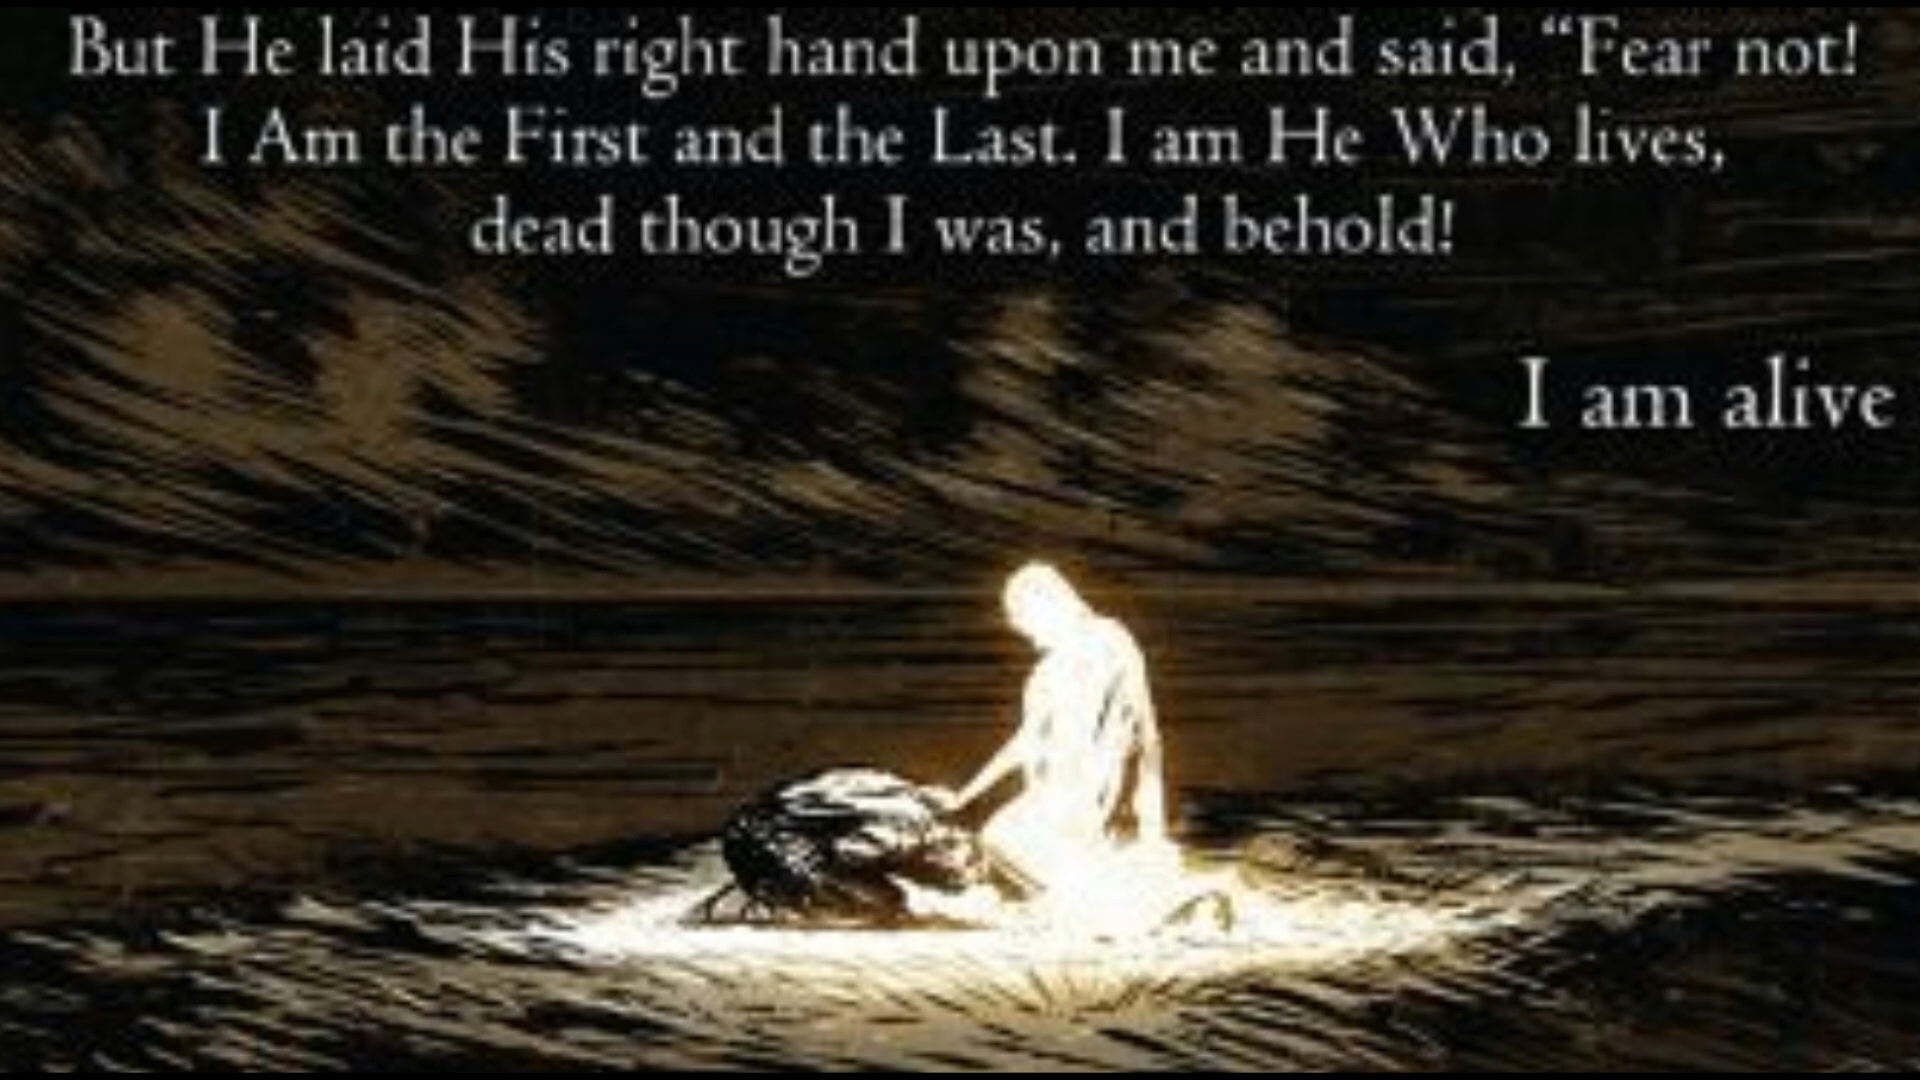 But He laid His right hand upon me and said, “Fear not!
I Am the First and the Last. I am He Who lives,
dead though I was, and behold!
I am alive